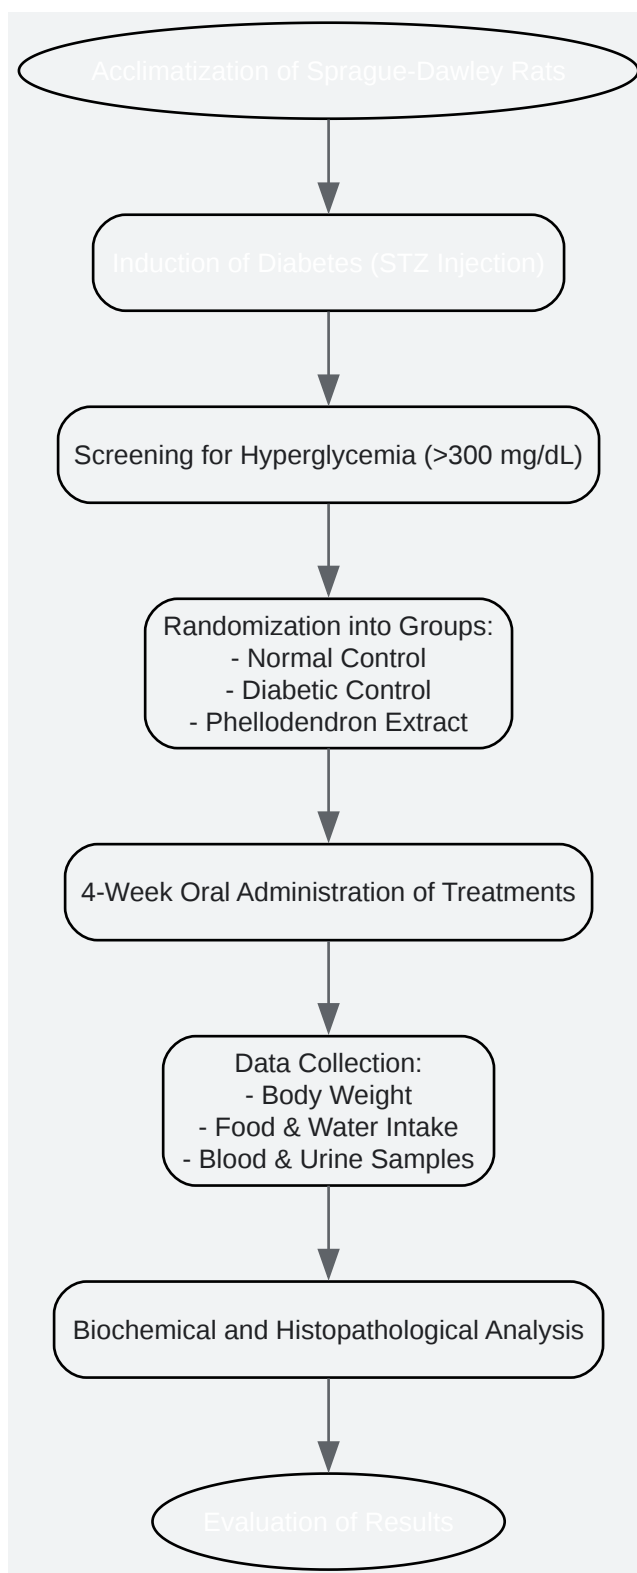 Acclimatization of Sprague-Dawley Rats
Induction of Diabetes (STZ Injection)
Screening for Hyperglycemia (>300 mg/dL)
Randomization into Groups:
- Normal Control
- Diabetic Control
- Phellodendron Extract
4-Week Oral Administration of Treatments
Data Collection:
- Body Weight
- Food & Water Intake
- Blood & Urine Samples
Biochemical and Histopathological Analysis
Evaluation of Results